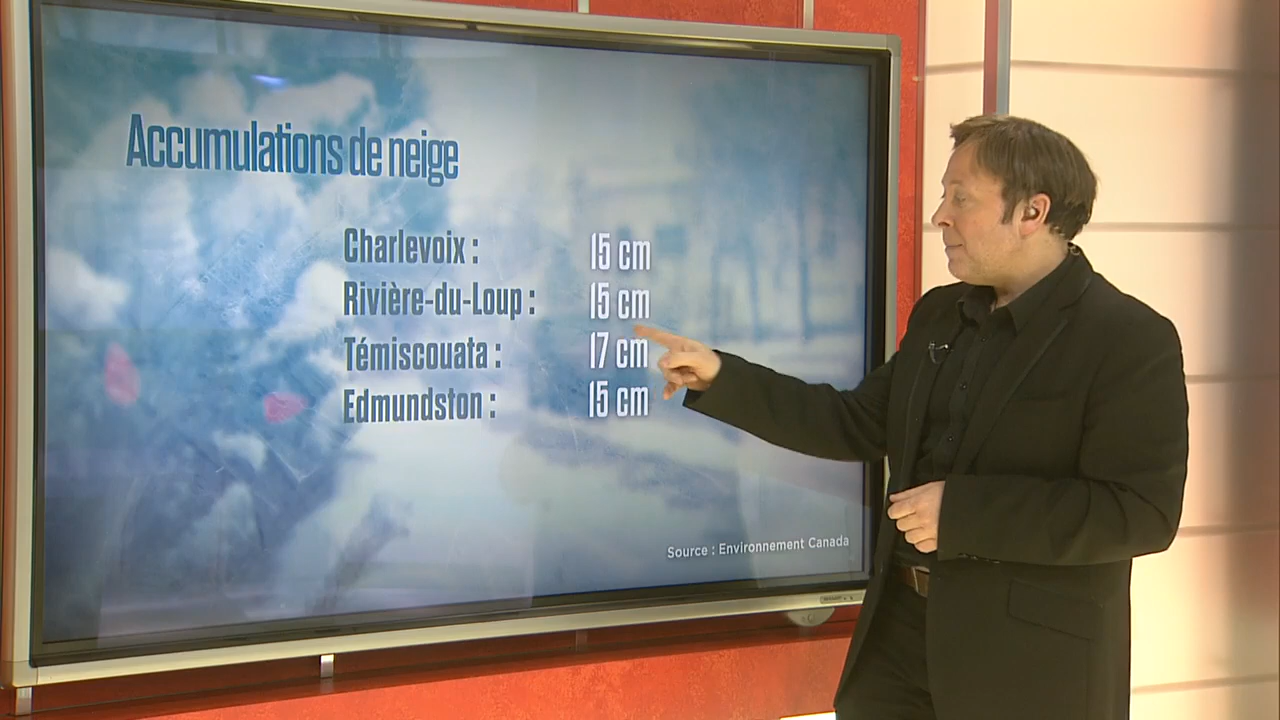 Accumulations de neige
Charlevoix : 15 cm
Rivière-du-Loup : 15 cm
Témiscouata : 17 cm
Edmundston : 15 cm
Source : Environnement Canada